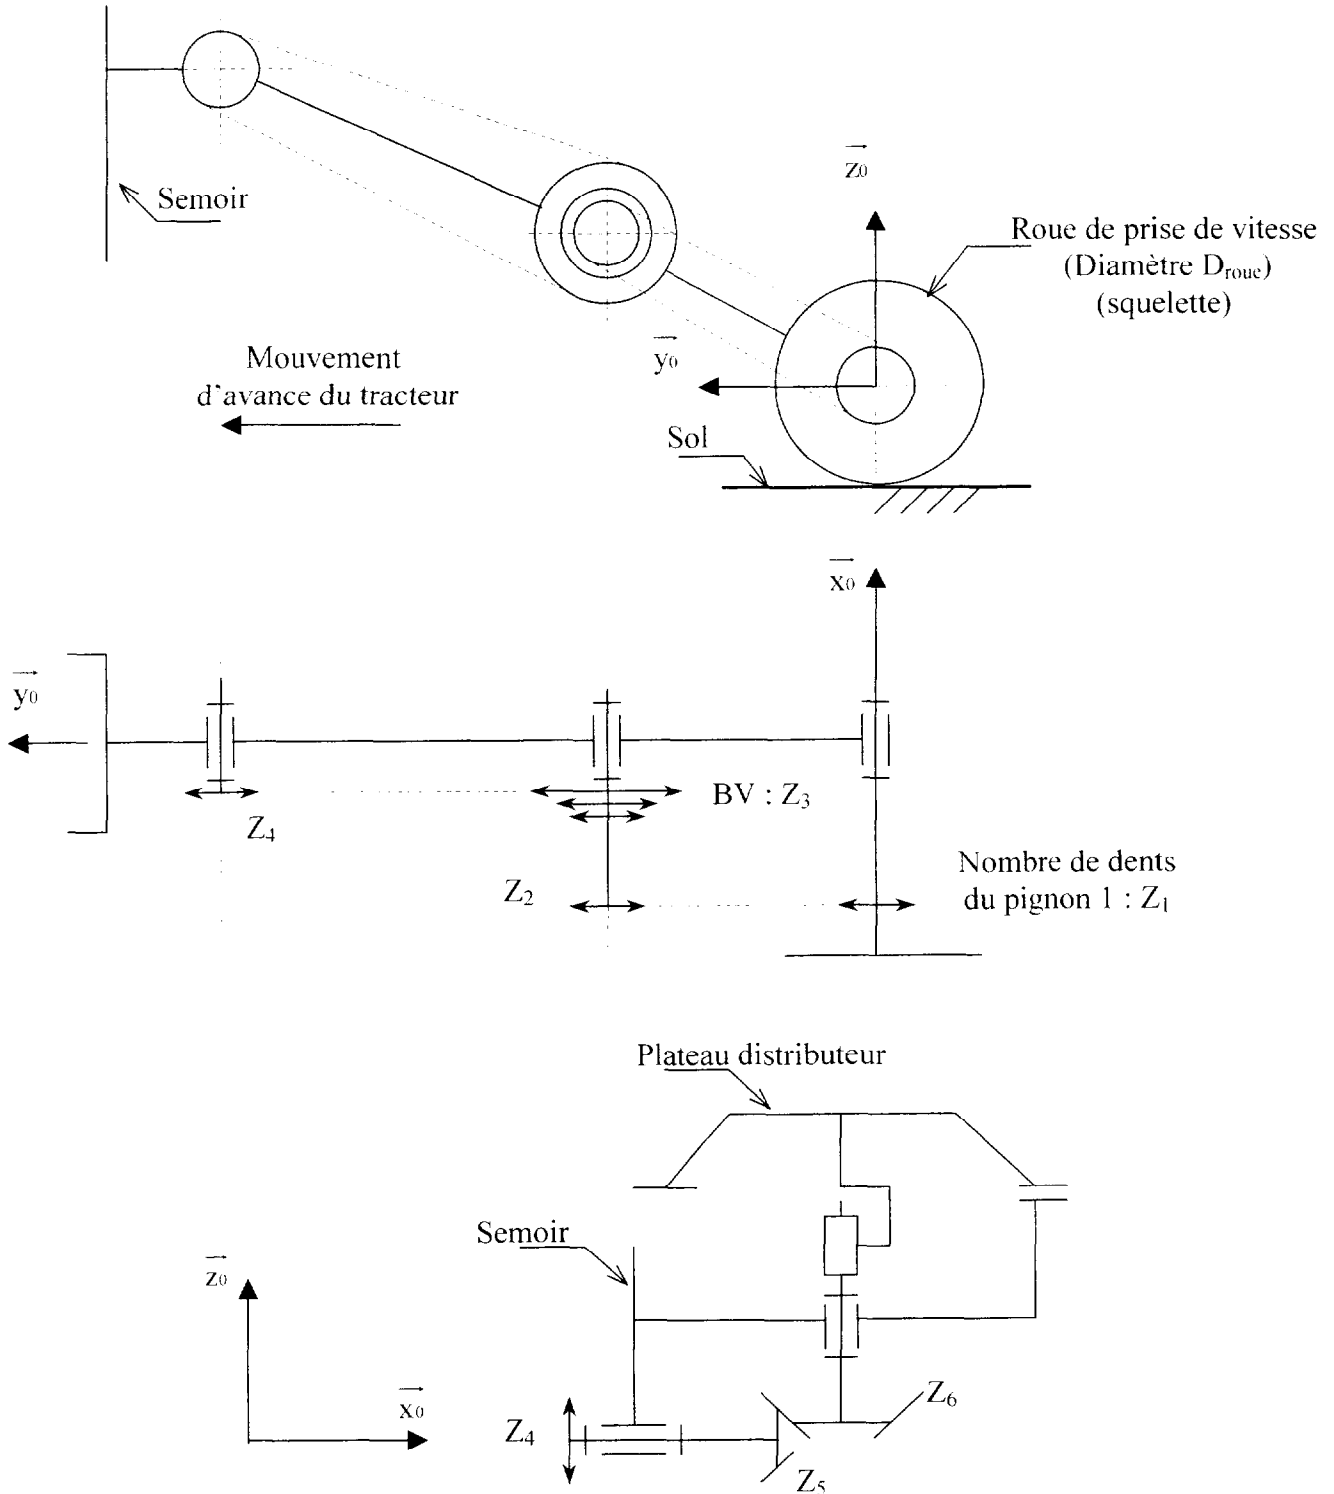 Semoir
z0
Roue de prise de vitesse
(Diamètre Droue)
(squelette)
Mouvement
d'avance du tracteur
y0
Sol
x0
y0
Z4
BV : Z3
Z2
Nombre de dents
du pignon 1 : Z1
Plateau distributeur
Semoir
z0
x0
Z4
Z6
Z5